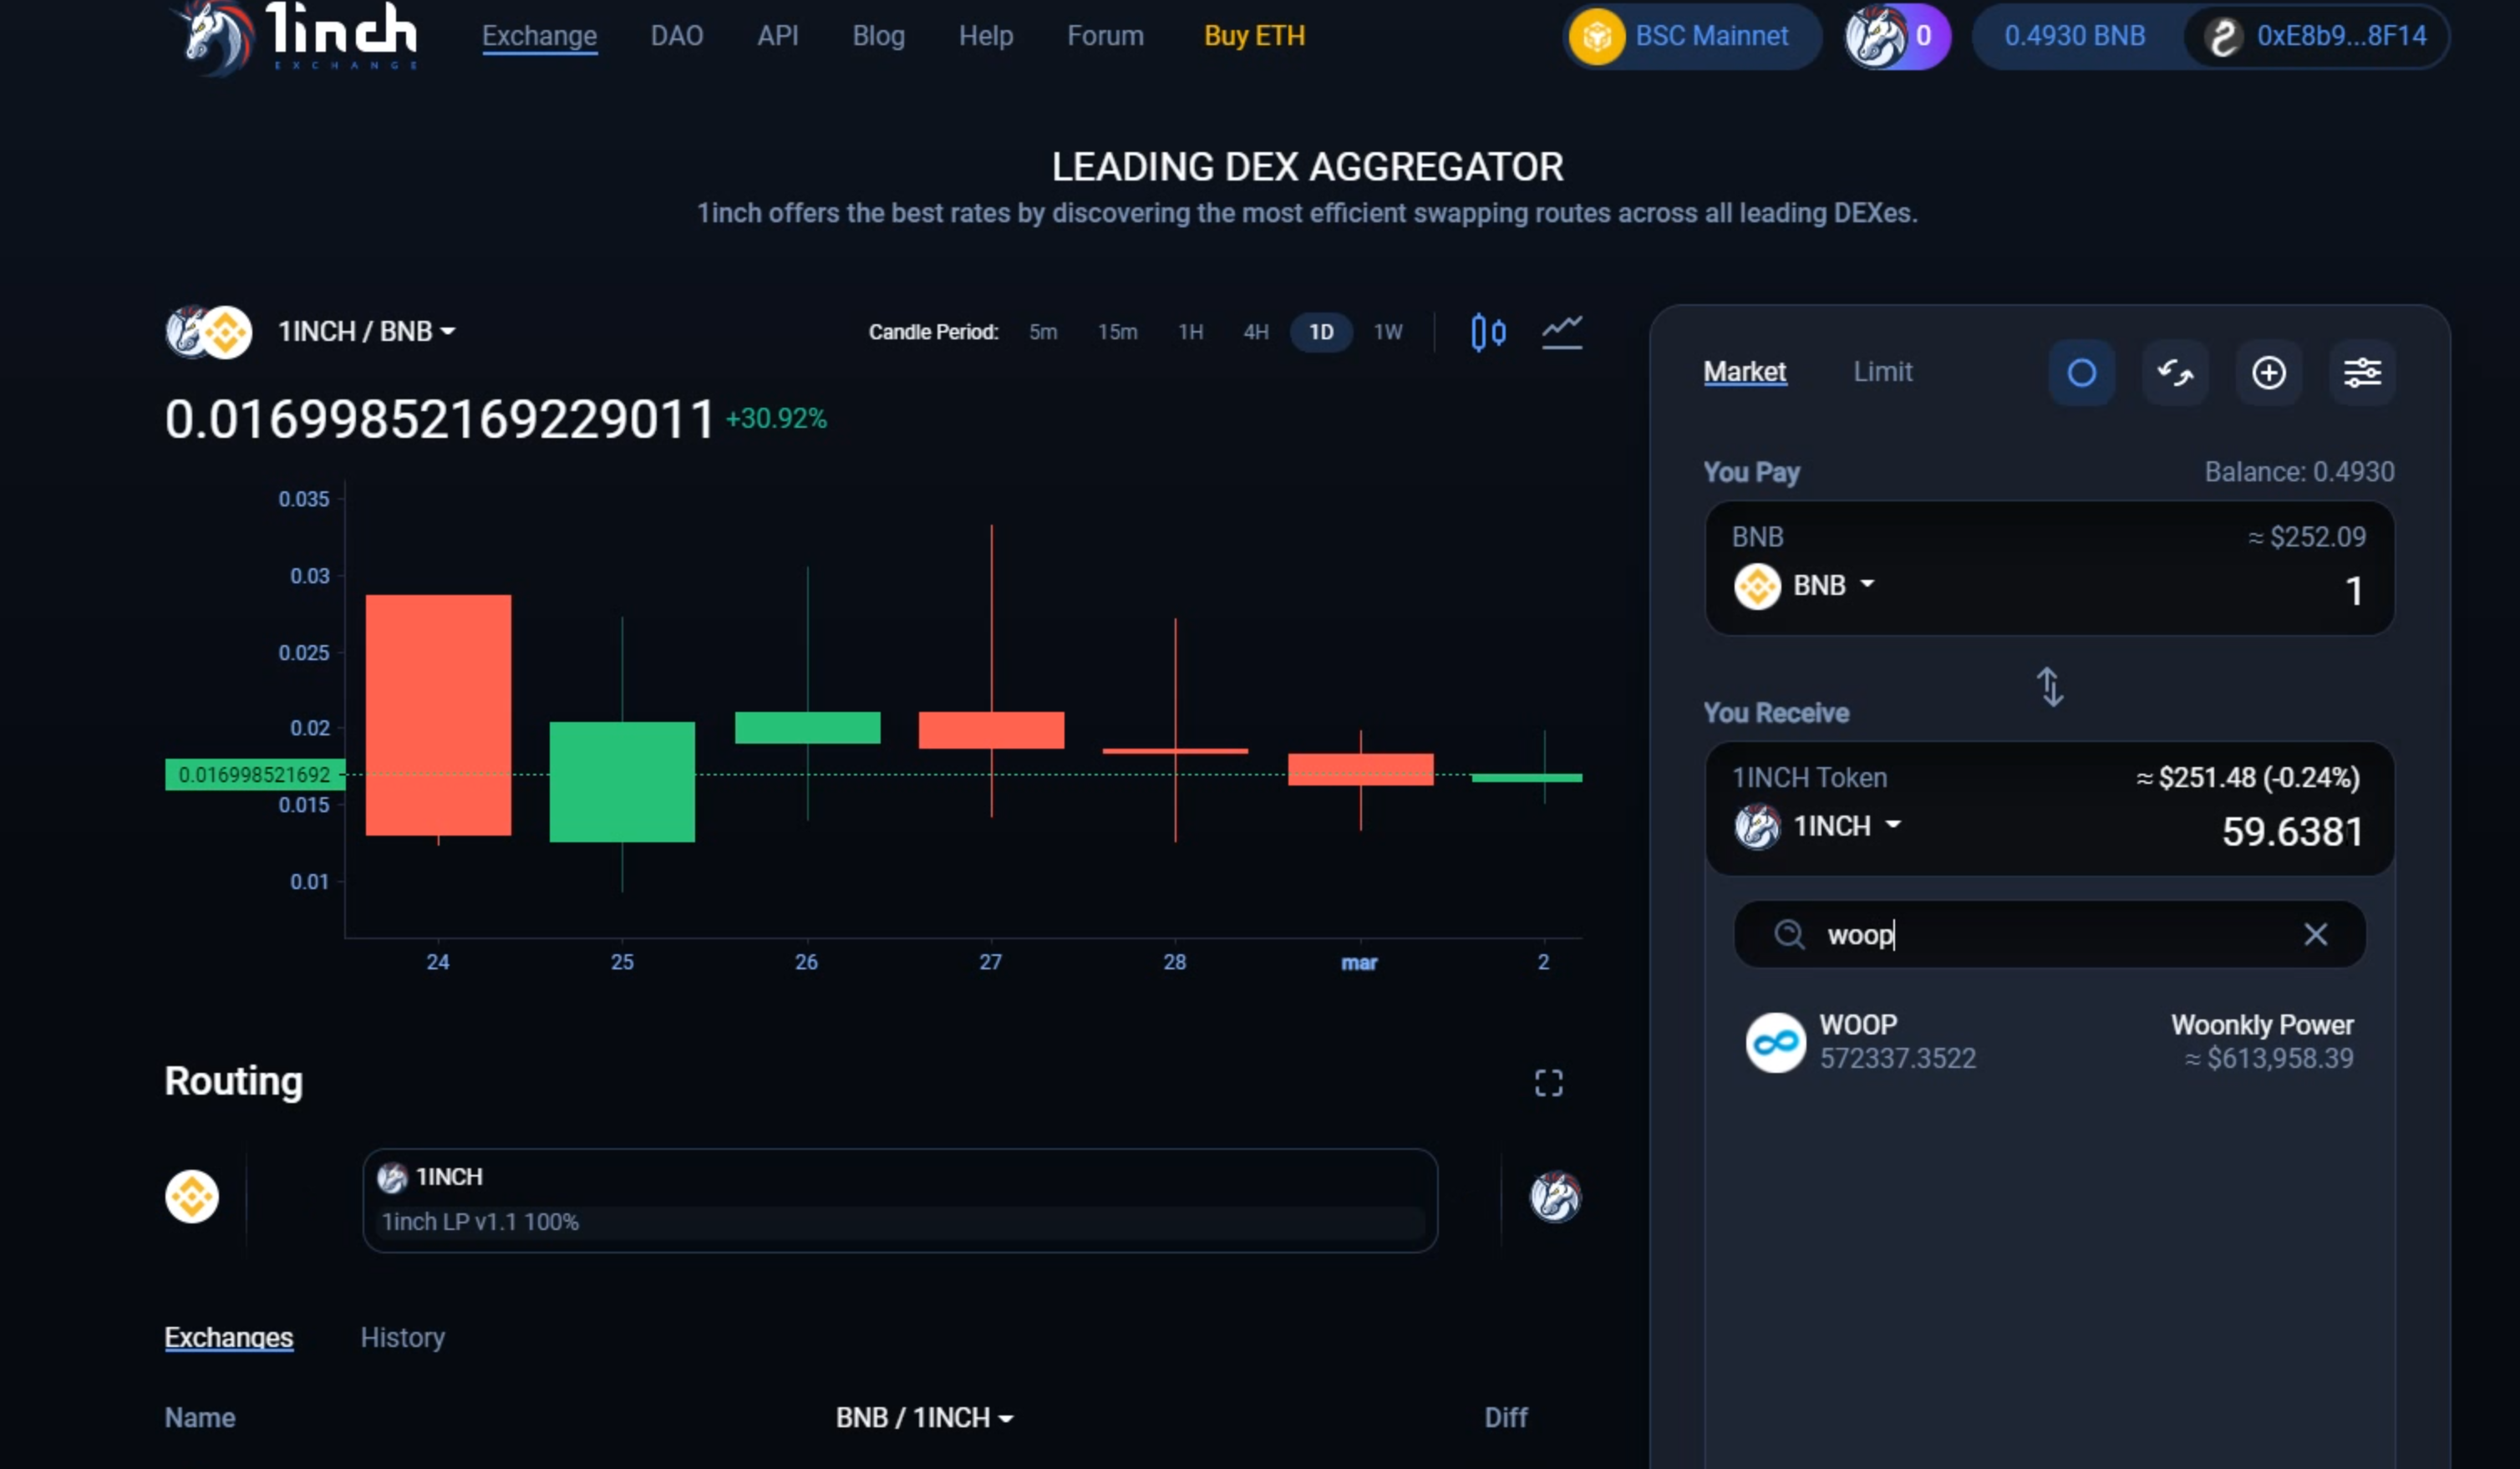 1inch
EXCHANGE
Exchange DAO API Blog Help Forum Buy ETH
BSC Mainnet 0 0.4930 BNB 0xE8b9...8F14
LEADING DEX AGGREGATOR
1inch offers the best rates by discovering the most efficient swapping routes across all leading DEXes.
1INCH / BNB
Candle Period: 5m 15m 1H 4H 1D 1W
0.01699852169229011 +30.92%
0.035
0.03
0.025
0.02
0.016998521692
0.015
0.01
24 25 26 27 28 mar 2
Routing
1INCH
1inch LP v1.1 100%
Exchanges History
Name BNB / 1INCH Diff
Market Limit
You Pay Balance: 0.4930
BNB ≈ $252.09
BNB 1
You Receive
1INCH Token ≈ $251.48 (-0.24%)
1INCH 59.6381
woop
WOOP Woonkly Power
572337.3522 ≈ $613,958.39